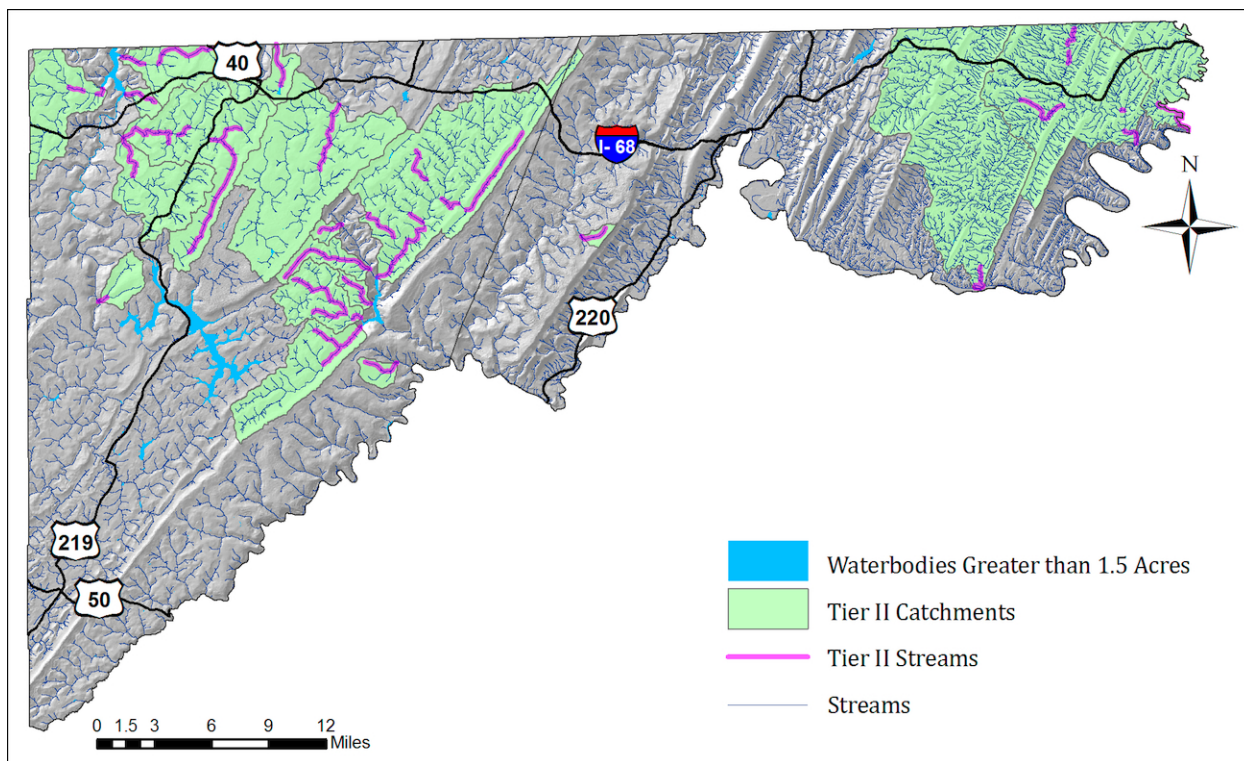 40
I- 68
N
220
219
50
Waterbodies Greater than 1.5 Acres
Tier II Catchments
Tier II Streams
Streams
0 1.5 3 6 9 12
Miles